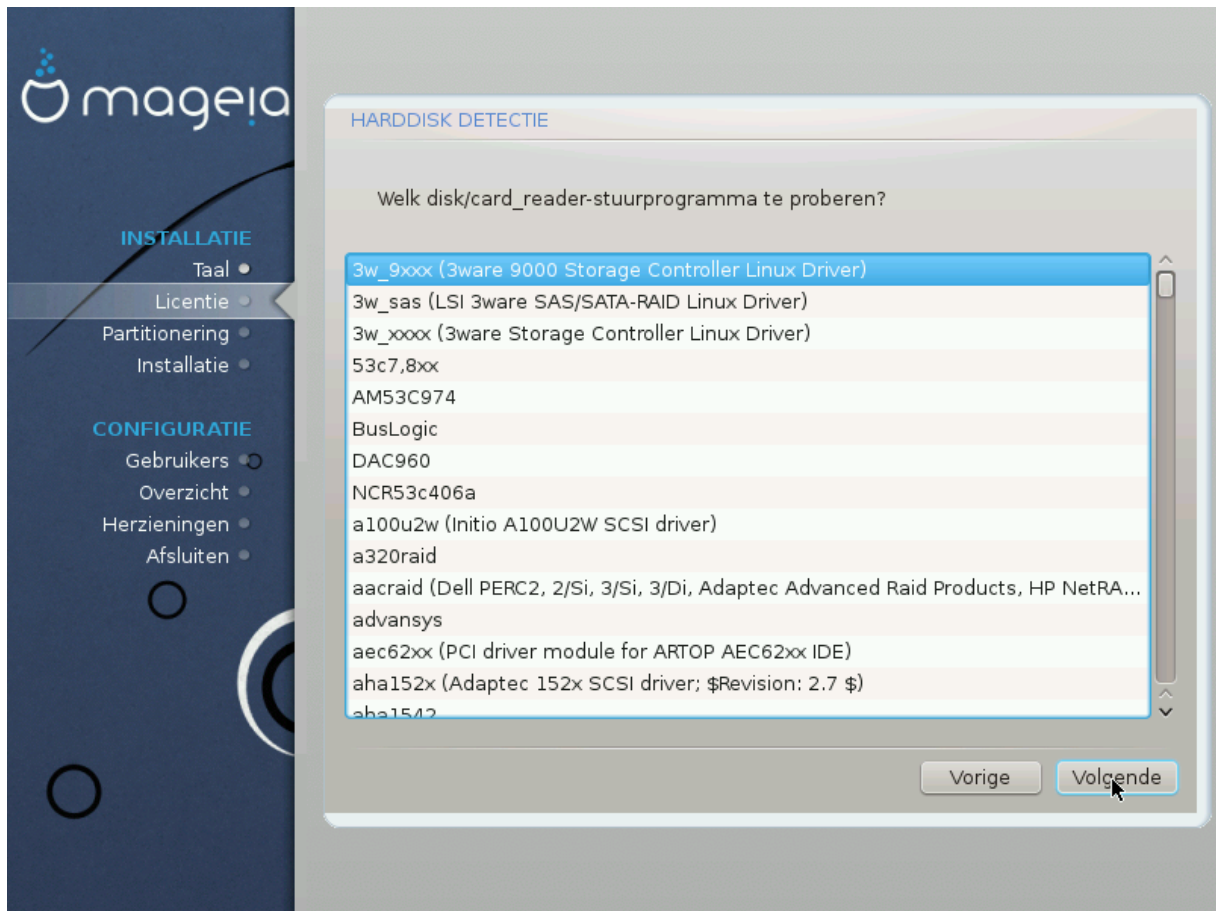 mageia
INSTALLATIE
Taal
Licentie
Partitionering
Installatie
CONFIGURATIE
Gebruikers
Overzicht
Herzieningen
Afsluiten
HARDDISK DETECTIE
Welk disk/card_reader-stuurprogramma te proberen?
3w_9xxx (3ware 9000 Storage Controller Linux Driver)
3w_sas (LSI 3ware SAS/SATA-RAID Linux Driver)
3w_xxxx (3ware Storage Controller Linux Driver)
53c7,8xx
AM53C974
BusLogic
DAC960
NCR53c406a
a100u2w (Initio A100U2W SCSI driver)
a320raid
aacraid (Dell PERC2, 2/Si, 3/Si, 3/Di, Adaptec Advanced Raid Products, HP NetRA...
advansys
aec62xx (PCI driver module for ARTOP AEC62xx IDE)
aha152x (Adaptec 152x SCSI driver; $Revision: 2.7 $)
aha1542
Vorige
Volgende